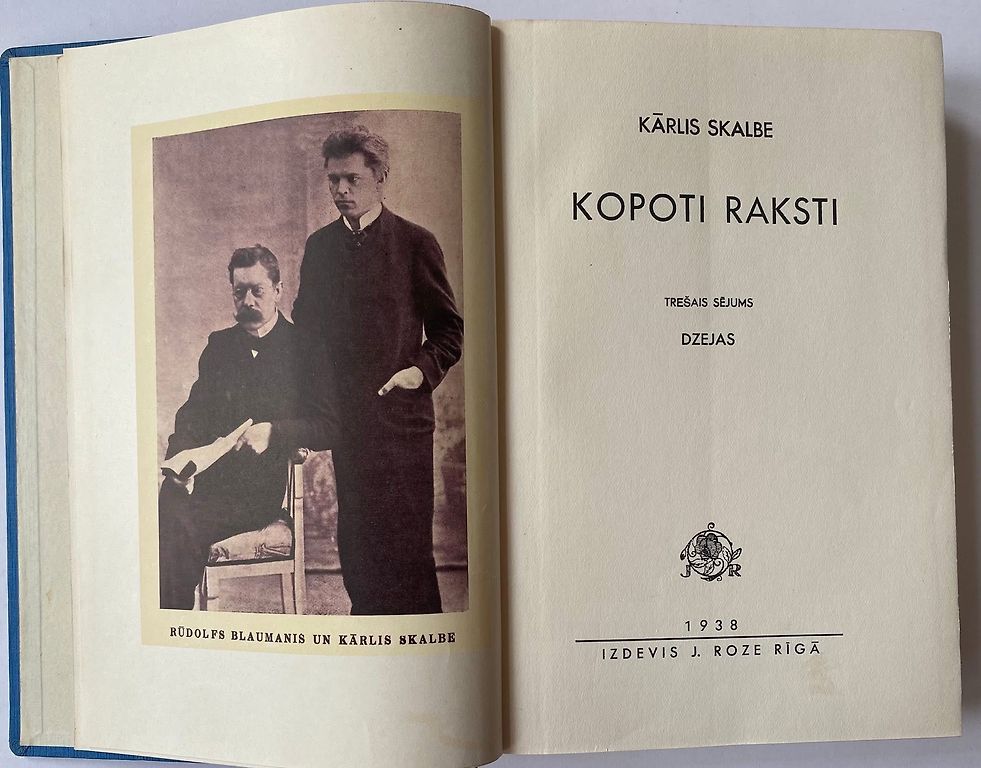 RŪDOLFS BLAUMANIS UN KĀRLIS SKALBE
KĀRLIS SKALBE
KOPOTI RAKSTI
TREŠAIS SĒJUMS
DZEJAS
J R
1938
IZDEVIS J. ROZE RĪGĀ